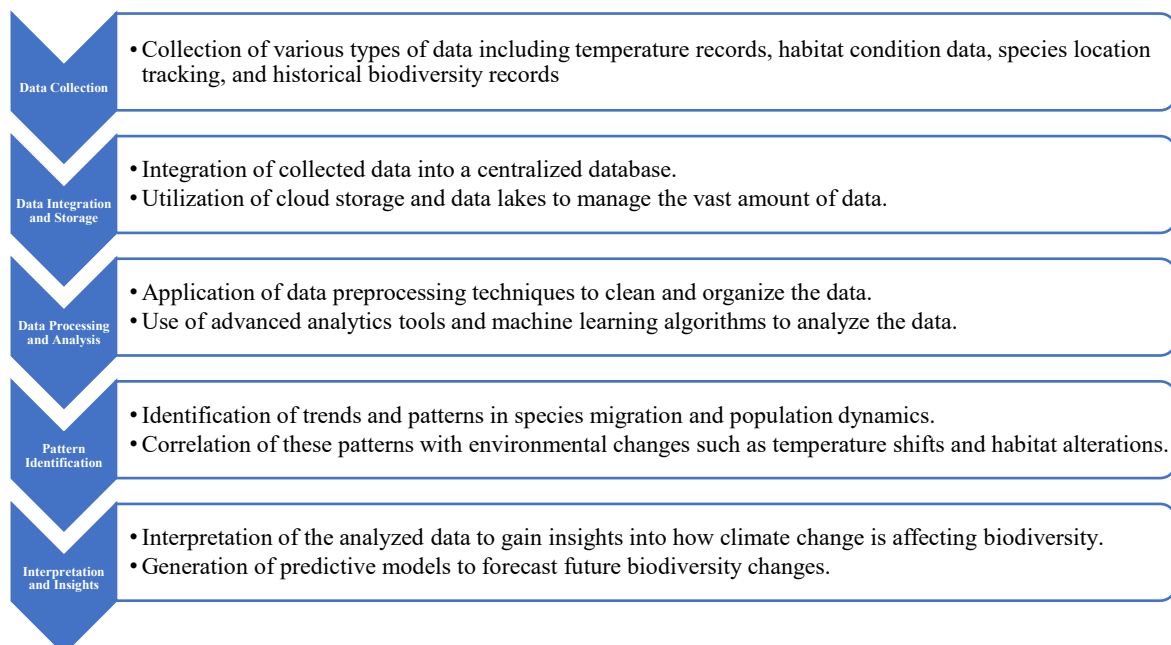 Data Collection
• Collection of various types of data including temperature records, habitat condition data, species location
tracking, and historical biodiversity records
Data Integration
and Storage
• Integration of collected data into a centralized database.
• Utilization of cloud storage and data lakes to manage the vast amount of data.
Data Processing
and Analysis
• Application of data preprocessing techniques to clean and organize the data.
• Use of advanced analytics tools and machine learning algorithms to analyze the data.
Pattern
Identification
• Identification of trends and patterns in species migration and population dynamics.
• Correlation of these patterns with environmental changes such as temperature shifts and habitat alterations.
Interpretation
and Insights
• Interpretation of the analyzed data to gain insights into how climate change is affecting biodiversity.
• Generation of predictive models to forecast future biodiversity changes.